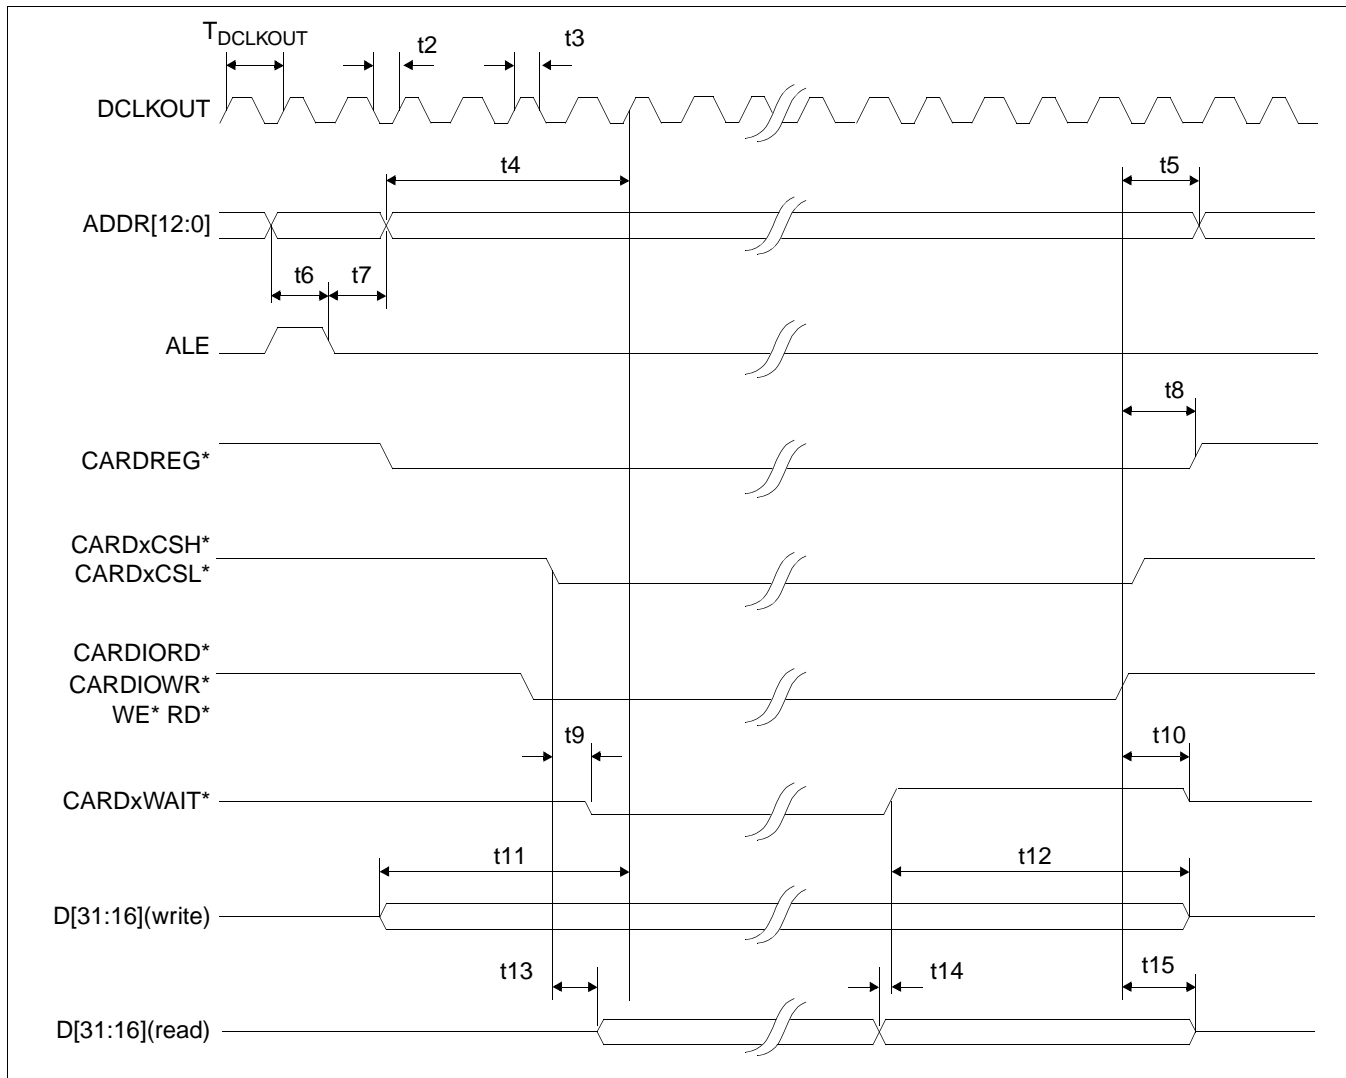 TDCLKOUT
t2
t3
DCLKOUT
t4
t5
ADDR[12:0]
t6
t7
ALE
t8
CARDREG*
CARDxCSH*
CARDxCSL*
CARDIORD*
CARDIOWR*
WE* RD*
t9
t10
CARDxWAIT*
t11
t12
D[31:16](write)
t13
t14
t15
D[31:16](read)